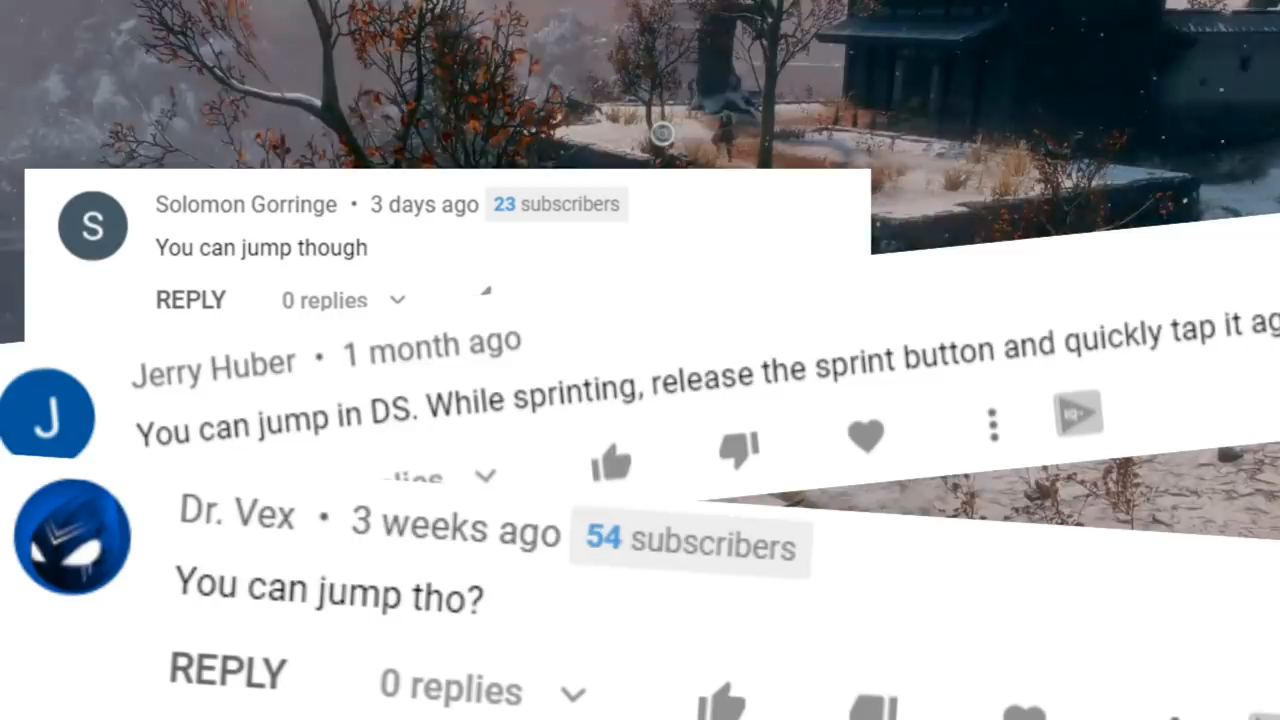 S
Solomon Gorringe • 3 days ago 23 subscribers
You can jump though
REPLY 0 replies
J
Jerry Huber • 1 month ago
You can jump in DS. While sprinting, release the sprint button and quickly tap it ag
Dr. Vex • 3 weeks ago 54 subscribers
You can jump tho?
REPLY 0 replies